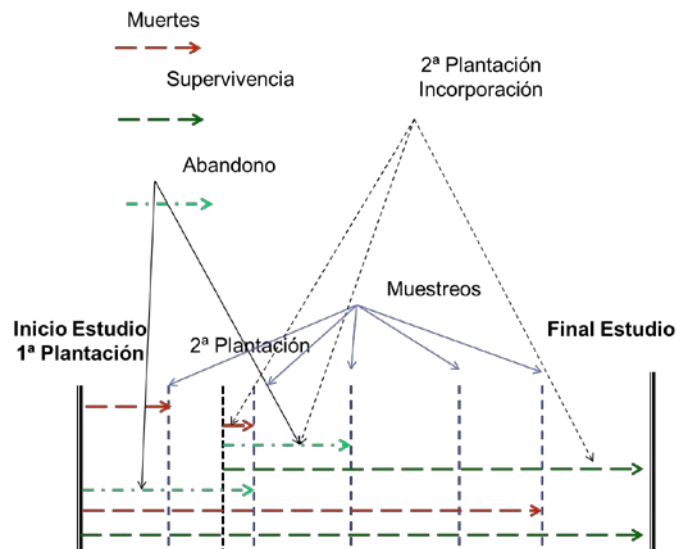 Muertes
Supervivencia
Abandono
2ª Plantación
Incorporación
Muestreos
Inicio Estudio
1ª Plantación
2ª Plantación
Final Estudio